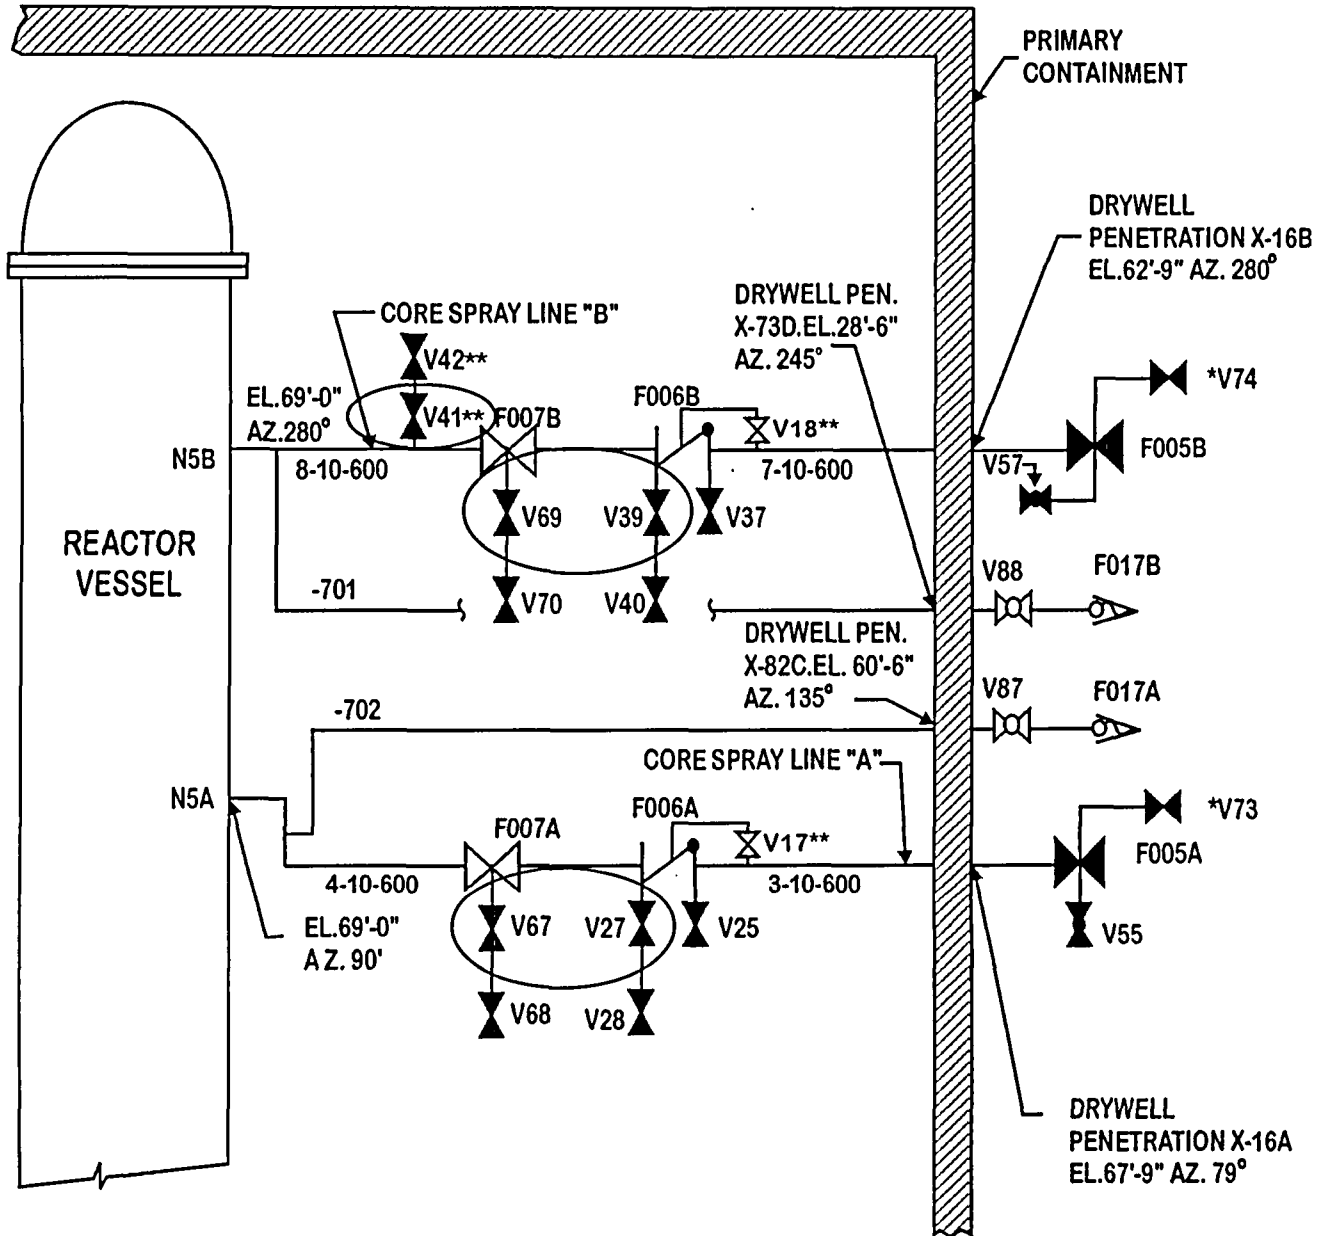 PRIMARY
CONTAINMENT
DRYWELL
PENETRATION X-16B
EL.62'-9" AZ. 280°
DRYWELL PEN.
X-73D.EL.28'-6"
AZ. 245°
CORE SPRAY LINE "B"
V42**
V41**
EL.69'-0"
AZ.280°
F007B
F006B
V18**
*V74
F005B
V57
N5B
8-10-600
7-10-600
V69
V39
V37
REACTOR
VESSEL
-701
V70
V40
V88
F017B
DRYWELL PEN.
X-82C.EL. 60'-6"
AZ. 135°
V87
F017A
-702
CORE SPRAY LINE "A"
N5A
F007A
F006A
V17**
*V73
F005A
4-10-600
3-10-600
EL.69'-0"
AZ. 90'
V67
V27
V25
V55
V68
V28
DRYWELL
PENETRATION X-16A
EL.67'-9" AZ. 79°